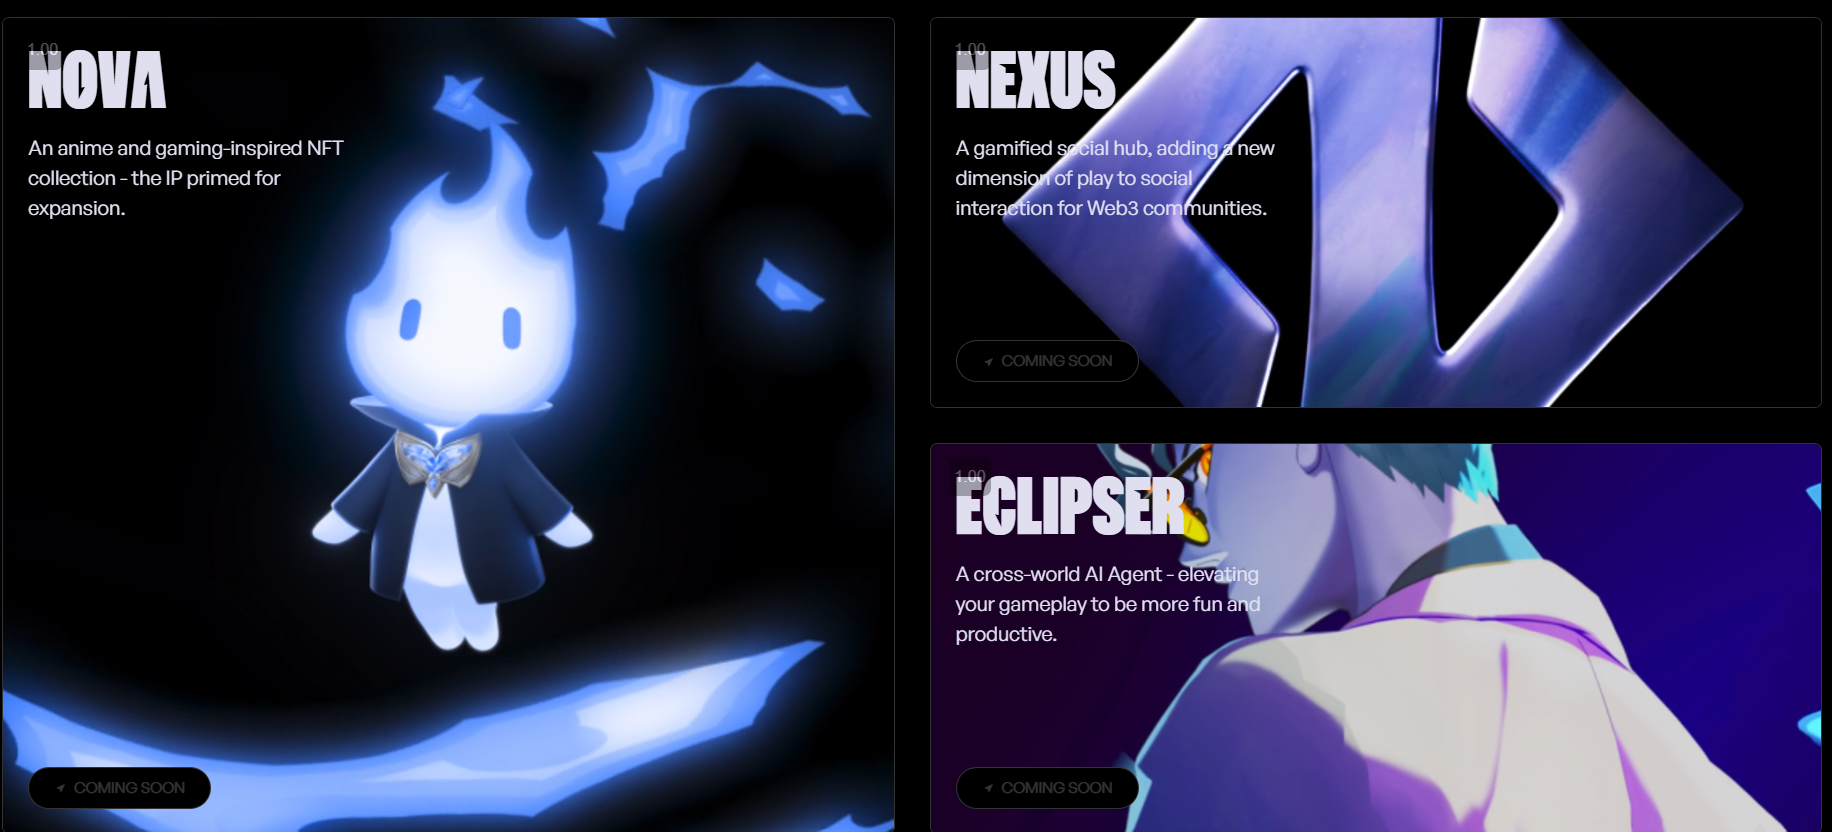 1.00
NOVA
An anime and gaming-inspired NFT
collection - the IP primed for
expansion.
COMING SOON
1.00
NEXUS
A gamified social hub, adding a new
dimension of play to social
interaction for Web3 communities.
COMING SOON
1.00
ECLIPSER
A cross-world AI Agent - elevating
your gameplay to be more fun and
productive.
COMING SOON